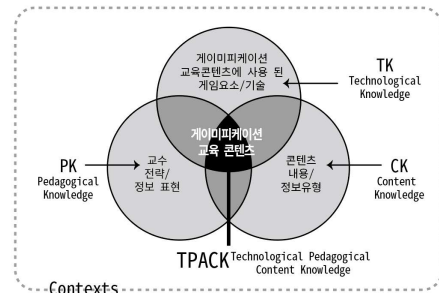 게이미피케이션
교육콘텐츠에 사용 된
게임요소/기술
TK
Technological
Knowledge
게이미피케이션
교육 콘텐츠
PK
Pedagogical
Knowledge
교수
전략/
정보 표현
콘텐츠
내용/
정보유형
CK
Content
Knowledge
TPACK Technological Pedagogical
Content Knowledge
Contexts